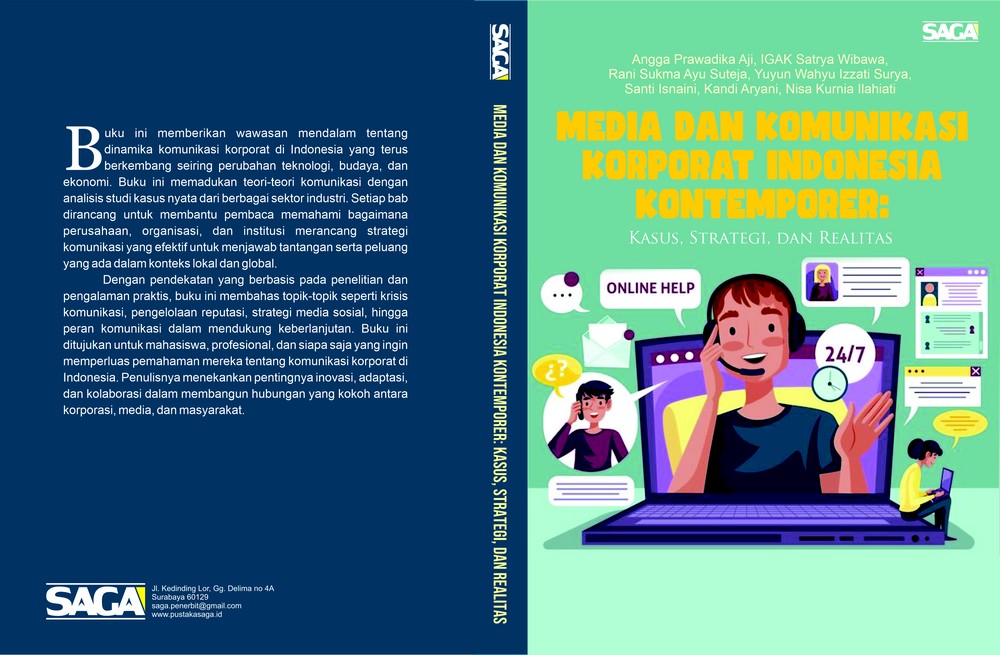 Buku ini memberikan wawasan mendalam tentang
dinamika komunikasi korporat di Indonesia yang terus
berkembang seiring perubahan teknologi, budaya, dan
ekonomi. Buku ini memadukan teori-teori komunikasi dengan
analisis studi kasus nyata dari berbagai sektor industri. Setiap bab
dirancang untuk membantu pembaca memahami bagaimana
perusahaan, organisasi, dan institusi merancang strategi
komunikasi yang efektif untuk menjawab tantangan serta peluang
yang ada dalam konteks lokal dan global.
Dengan pendekatan yang berbasis pada penelitian dan
pengalaman praktis, buku ini membahas topik-topik seperti krisis
komunikasi, pengelolaan reputasi, strategi media sosial, hingga
peran komunikasi dalam mendukung keberlanjutan. Buku ini
ditujukan untuk mahasiswa, profesional, dan siapa saja yang ingin
memperluas pemahaman mereka tentang komunikasi korporat di
Indonesia. Penulisnya menekankan pentingnya inovasi, adaptasi,
dan kolaborasi dalam membangun hubungan yang kokoh antara
korporasi, media, dan masyarakat.
SAGA
Jl. Kedinding Lor, Gg. Delima no 4A
Surabaya 60129
saga.penerbit@gmail.com
www.pustakasaga.id
SAGA
MEDIA DAN KOMUNIKASI KORPORAT INDONESIA KONTEMPORER: KASUS, STRATEGI, DAN REALITAS
SAGA
Angga Prawadika Aji, IGAK Satrya Wibawa,
Rani Sukma Ayu Suteja, Yuyun Wahyu Izzati Surya,
Santi Isnaini, Kandi Aryani, Nisa Kurnia Ilahiati
MEDIA DAN KOMUNIKASI
KORPORAT INDONESIA
KONTEMPORER:
KASUS, STRATEGI, DAN REALITAS
ONLINE HELP
24/7
¿?